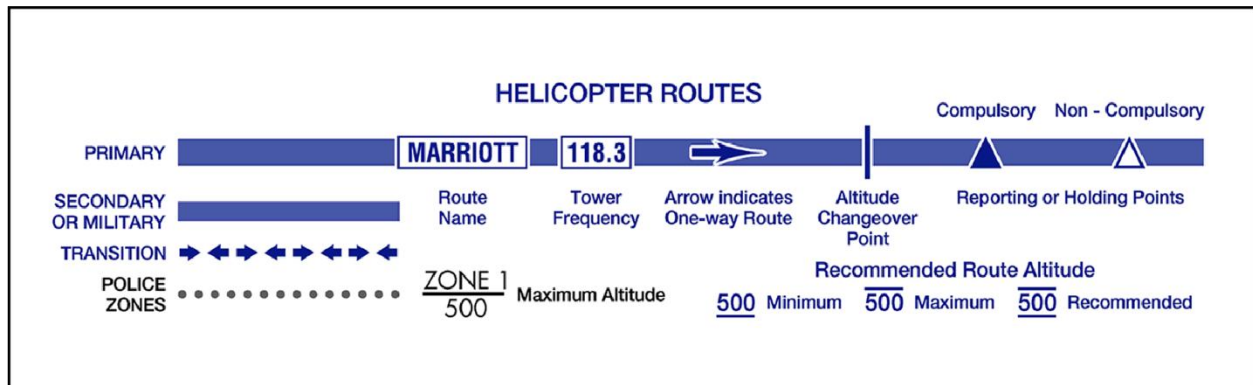 HELICOPTER ROUTES
Compulsory Non - Compulsory
PRIMARY MARRIOTT 118.3
SECONDARY
OR MILITARY
Route
Name
Tower
Frequency
Arrow indicates
One-way Route
Altitude
Changeover
Point
Reporting or Holding Points
TRANSITION
POLICE
ZONES
ZONE 1
500
Maximum Altitude
Recommended Route Altitude
500 Minimum 500 Maximum 500 Recommended